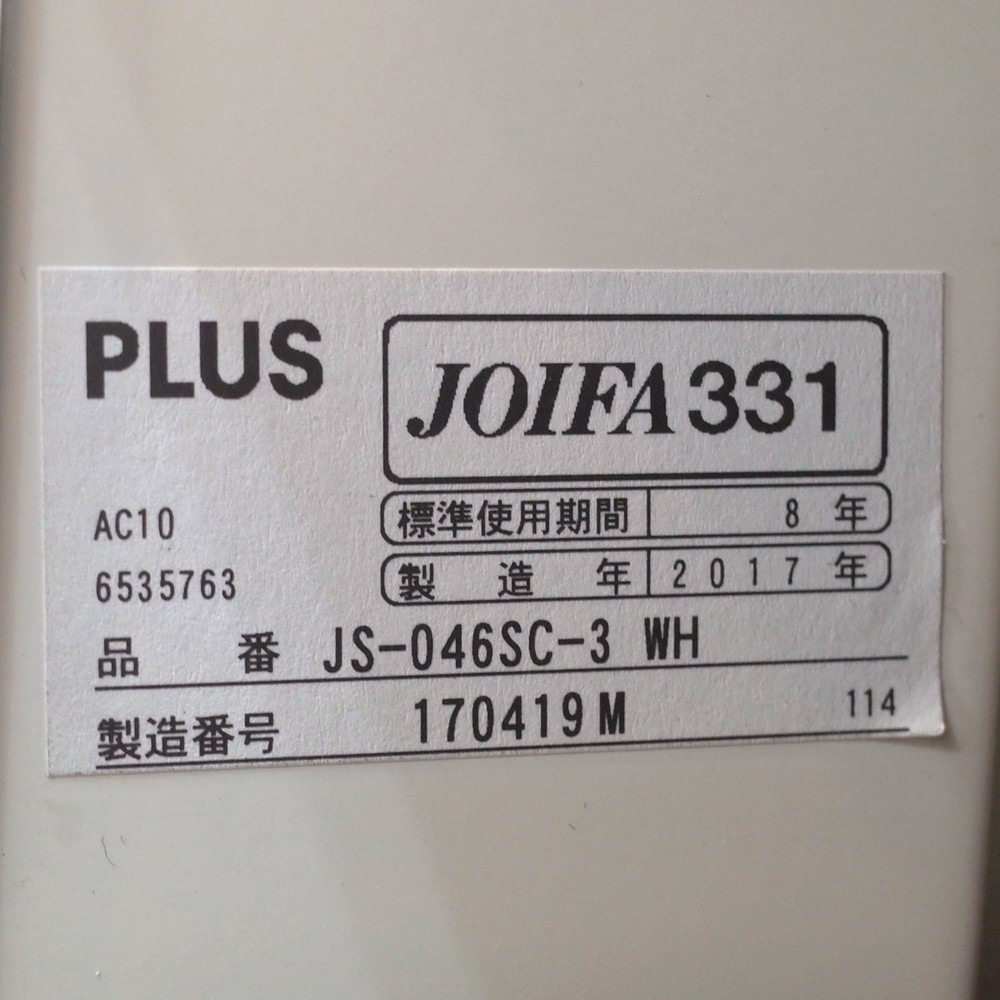 PLUS
JOIFA 331
AC10
標準使用期間 8 年
6535763
製造年 2017 年
品番 JS-046SC-3 WH
製造番号 170419M 114